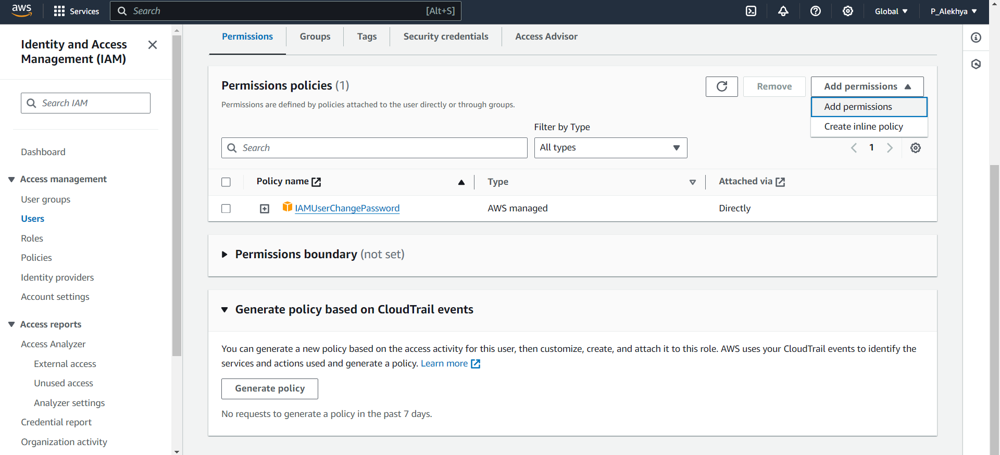 aws
Services
Search
[Alt+S]
Global
P_Alekhya
Identity and Access
Management (IAM)
Search IAM
Dashboard
Access management
User groups
Users
Roles
Policies
Identity providers
Account settings
Access reports
Access Analyzer
External access
Unused access
Analyzer settings
Credential report
Organization activity
Permissions
Groups
Tags
Security credentials
Access Advisor
Permissions policies (1)
Remove
Add permissions
Permissions are defined by policies attached to the user directly or through groups.
Add permissions
Create inline policy
Filter by Type
Search
All types
1
Policy name
Type
Attached via
IAMUserChangePassword
AWS managed
Directly
Permissions boundary (not set)
Generate policy based on CloudTrail events
You can generate a new policy based on the access activity for this user, then customize, create, and attach it to this role. AWS uses your CloudTrail events to identify the
services and actions used and generate a policy. Learn more
Generate policy
No requests to generate a policy in the past 7 days.